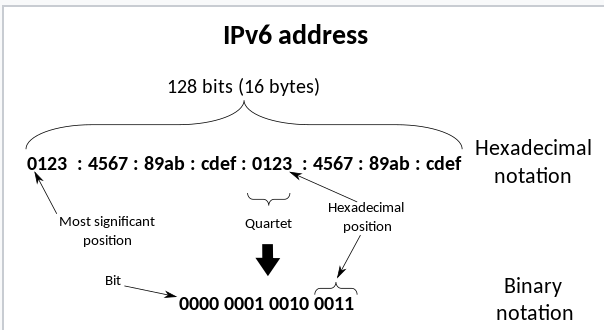 IPv6 address
128 bits (16 bytes)
0123 : 4567 : 89ab : cdef : 0123 : 4567 : 89ab : cdef
Hexadecimal
notation
Most significant
position
Quartet
Hexadecimal
position
Bit
0000 0001 0010 0011
Binary
notation